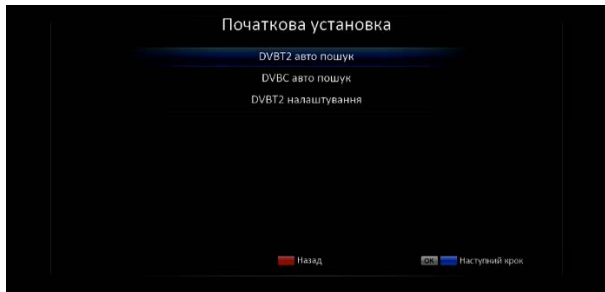 Початкова установка
DVBT2 авто пошук
DVBC авто пошук
DVBT2 налаштування
Назад
OK Наступний крок